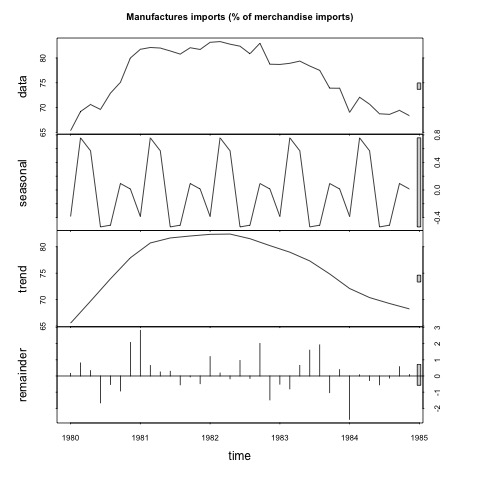 Manufactures imports (% of merchandise imports)
data
65 70 75 80
seasonal
-0.4 0.0 0.4 0.8
trend
65 70 75 80
remainder
-2 -1 0 1 2 3
1980 1981 1982 1983 1984 1985
time